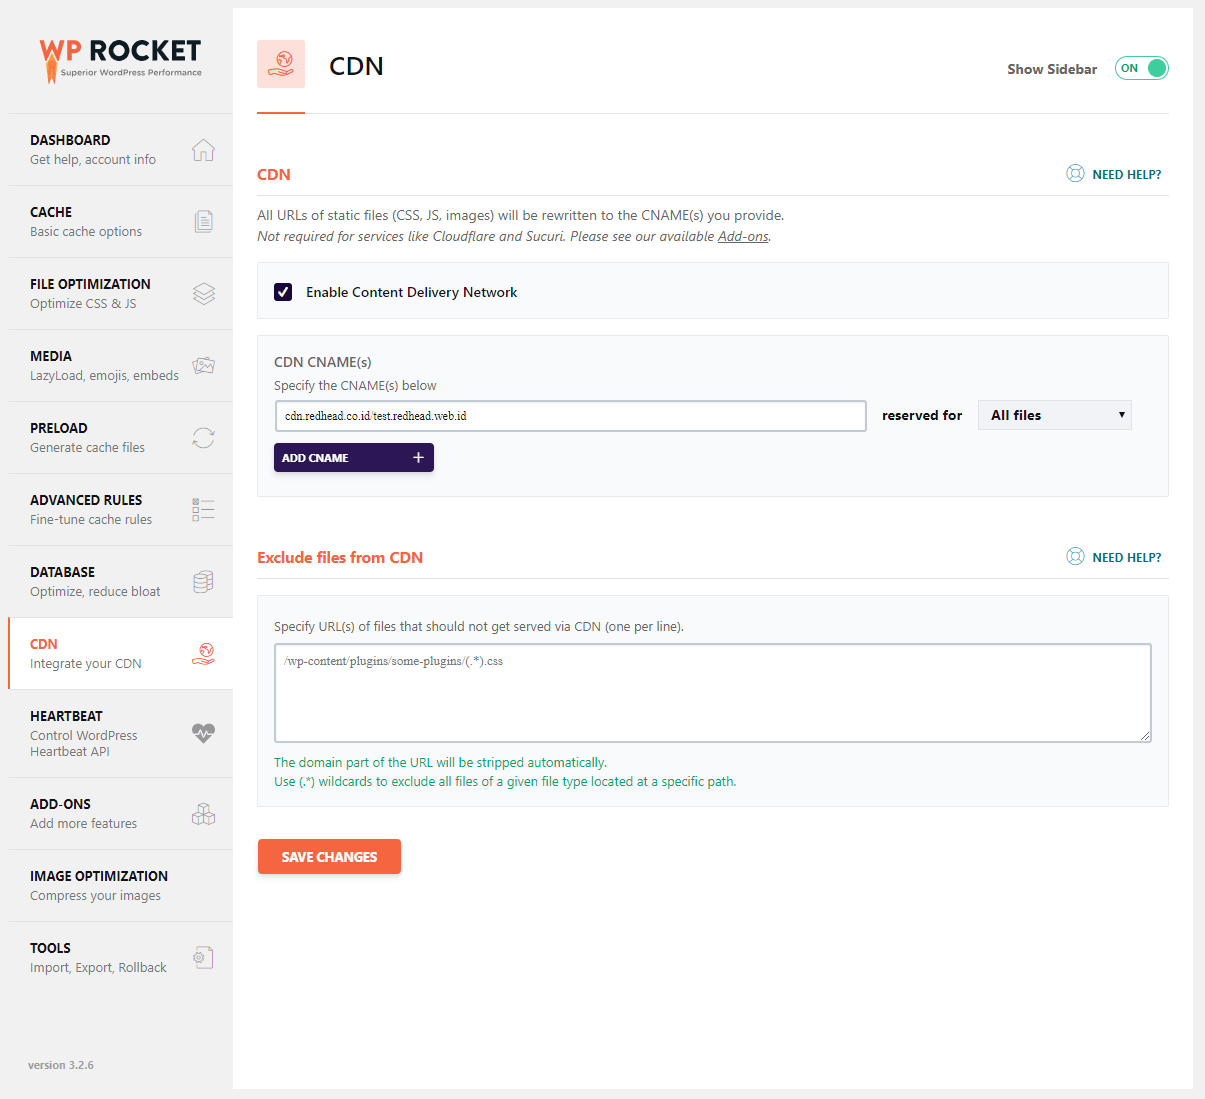 WP ROCKET
Superior WordPress Performance
DASHBOARD
Get help, account info
CACHE
Basic cache options
FILE OPTIMIZATION
Optimize CSS & JS
MEDIA
LazyLoad, emojis, embeds
PRELOAD
Generate cache files
ADVANCED RULES
Fine-tune cache rules
DATABASE
Optimize, reduce bloat
CDN
Integrate your CDN
HEARTBEAT
Control WordPress
Heartbeat API
ADD-ONS
Add more features
IMAGE OPTIMIZATION
Compress your images
TOOLS
Import, Export, Rollback
version 3.2.6
CDN
Show Sidebar ON
CDN NEED HELP?
All URLs of static files (CSS, JS, images) will be rewritten to the CNAME(s) you provide.
Not required for services like Cloudflare and Sucuri. Please see our available Add-ons.
Enable Content Delivery Network
CDN CNAME(s)
Specify the CNAME(s) below
cdn.redhead.co.id/test.redhead.web.id reserved for All files
ADD CNAME +
Exclude files from CDN NEED HELP?
Specify URL(s) of files that should not get served via CDN (one per line).
/wp-content/plugins/some-plugins/(.*).css
The domain part of the URL will be stripped automatically.
Use (.*) wildcards to exclude all files of a given file type located at a specific path.
SAVE CHANGES